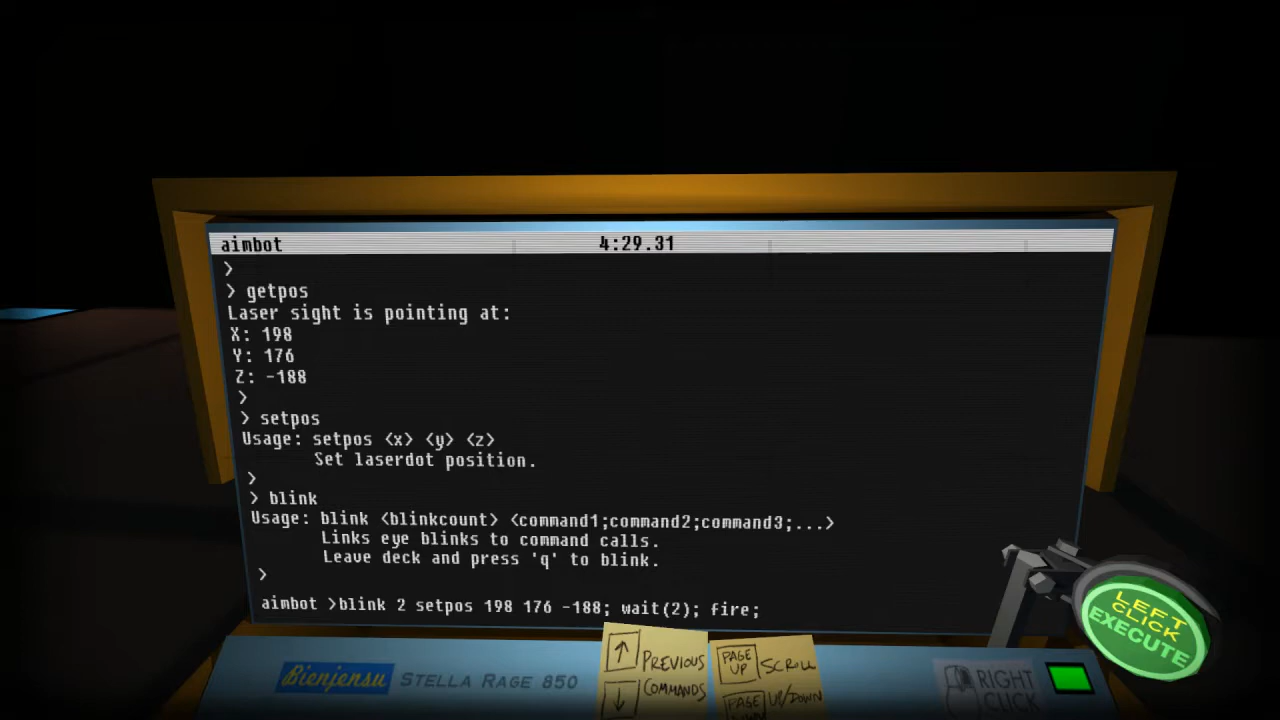 aimbot 4:29.31
>
> getpos
Laser sight is pointing at:
X: 198
Y: 176
Z: -188
>
> setpos
Usage: setpos <x> <y> <z>
Set laserdot position.
>
> blink
Usage: blink <blinkcount> <command1;command2;command3;...>
Links eye blinks to command calls.
Leave deck and press 'q' to blink.
>
aimbot >blink 2 setpos 198 176 -188; wait(2); fire;
LEFT
CLICK
EXECUTE
Bienjensu STELLA RAGE 850
↑ PREVIOUS
↓ COMMANDS
PAGE
UP SCROLL
PAGE UP/DOWN
RIGHT
CLICK